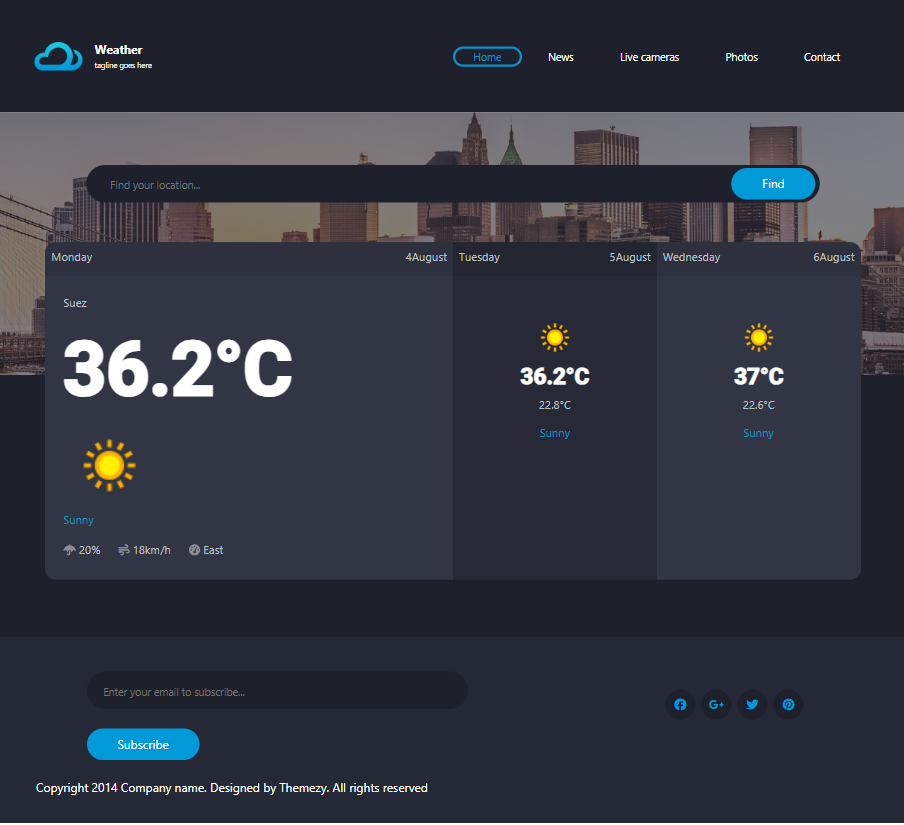 Weather
tagline goes here
Home News Live cameras Photos Contact
Find your location...
Find
Monday 4August
Tuesday 5August
Wednesday 6August
Suez
36.2°C
Sunny
20% 18km/h East
36.2°C
22.8°C
Sunny
37°C
22.6°C
Sunny
Enter your email to subscribe...
Subscribe
G+
Copyright 2014 Company name. Designed by Themezy. All rights reserved